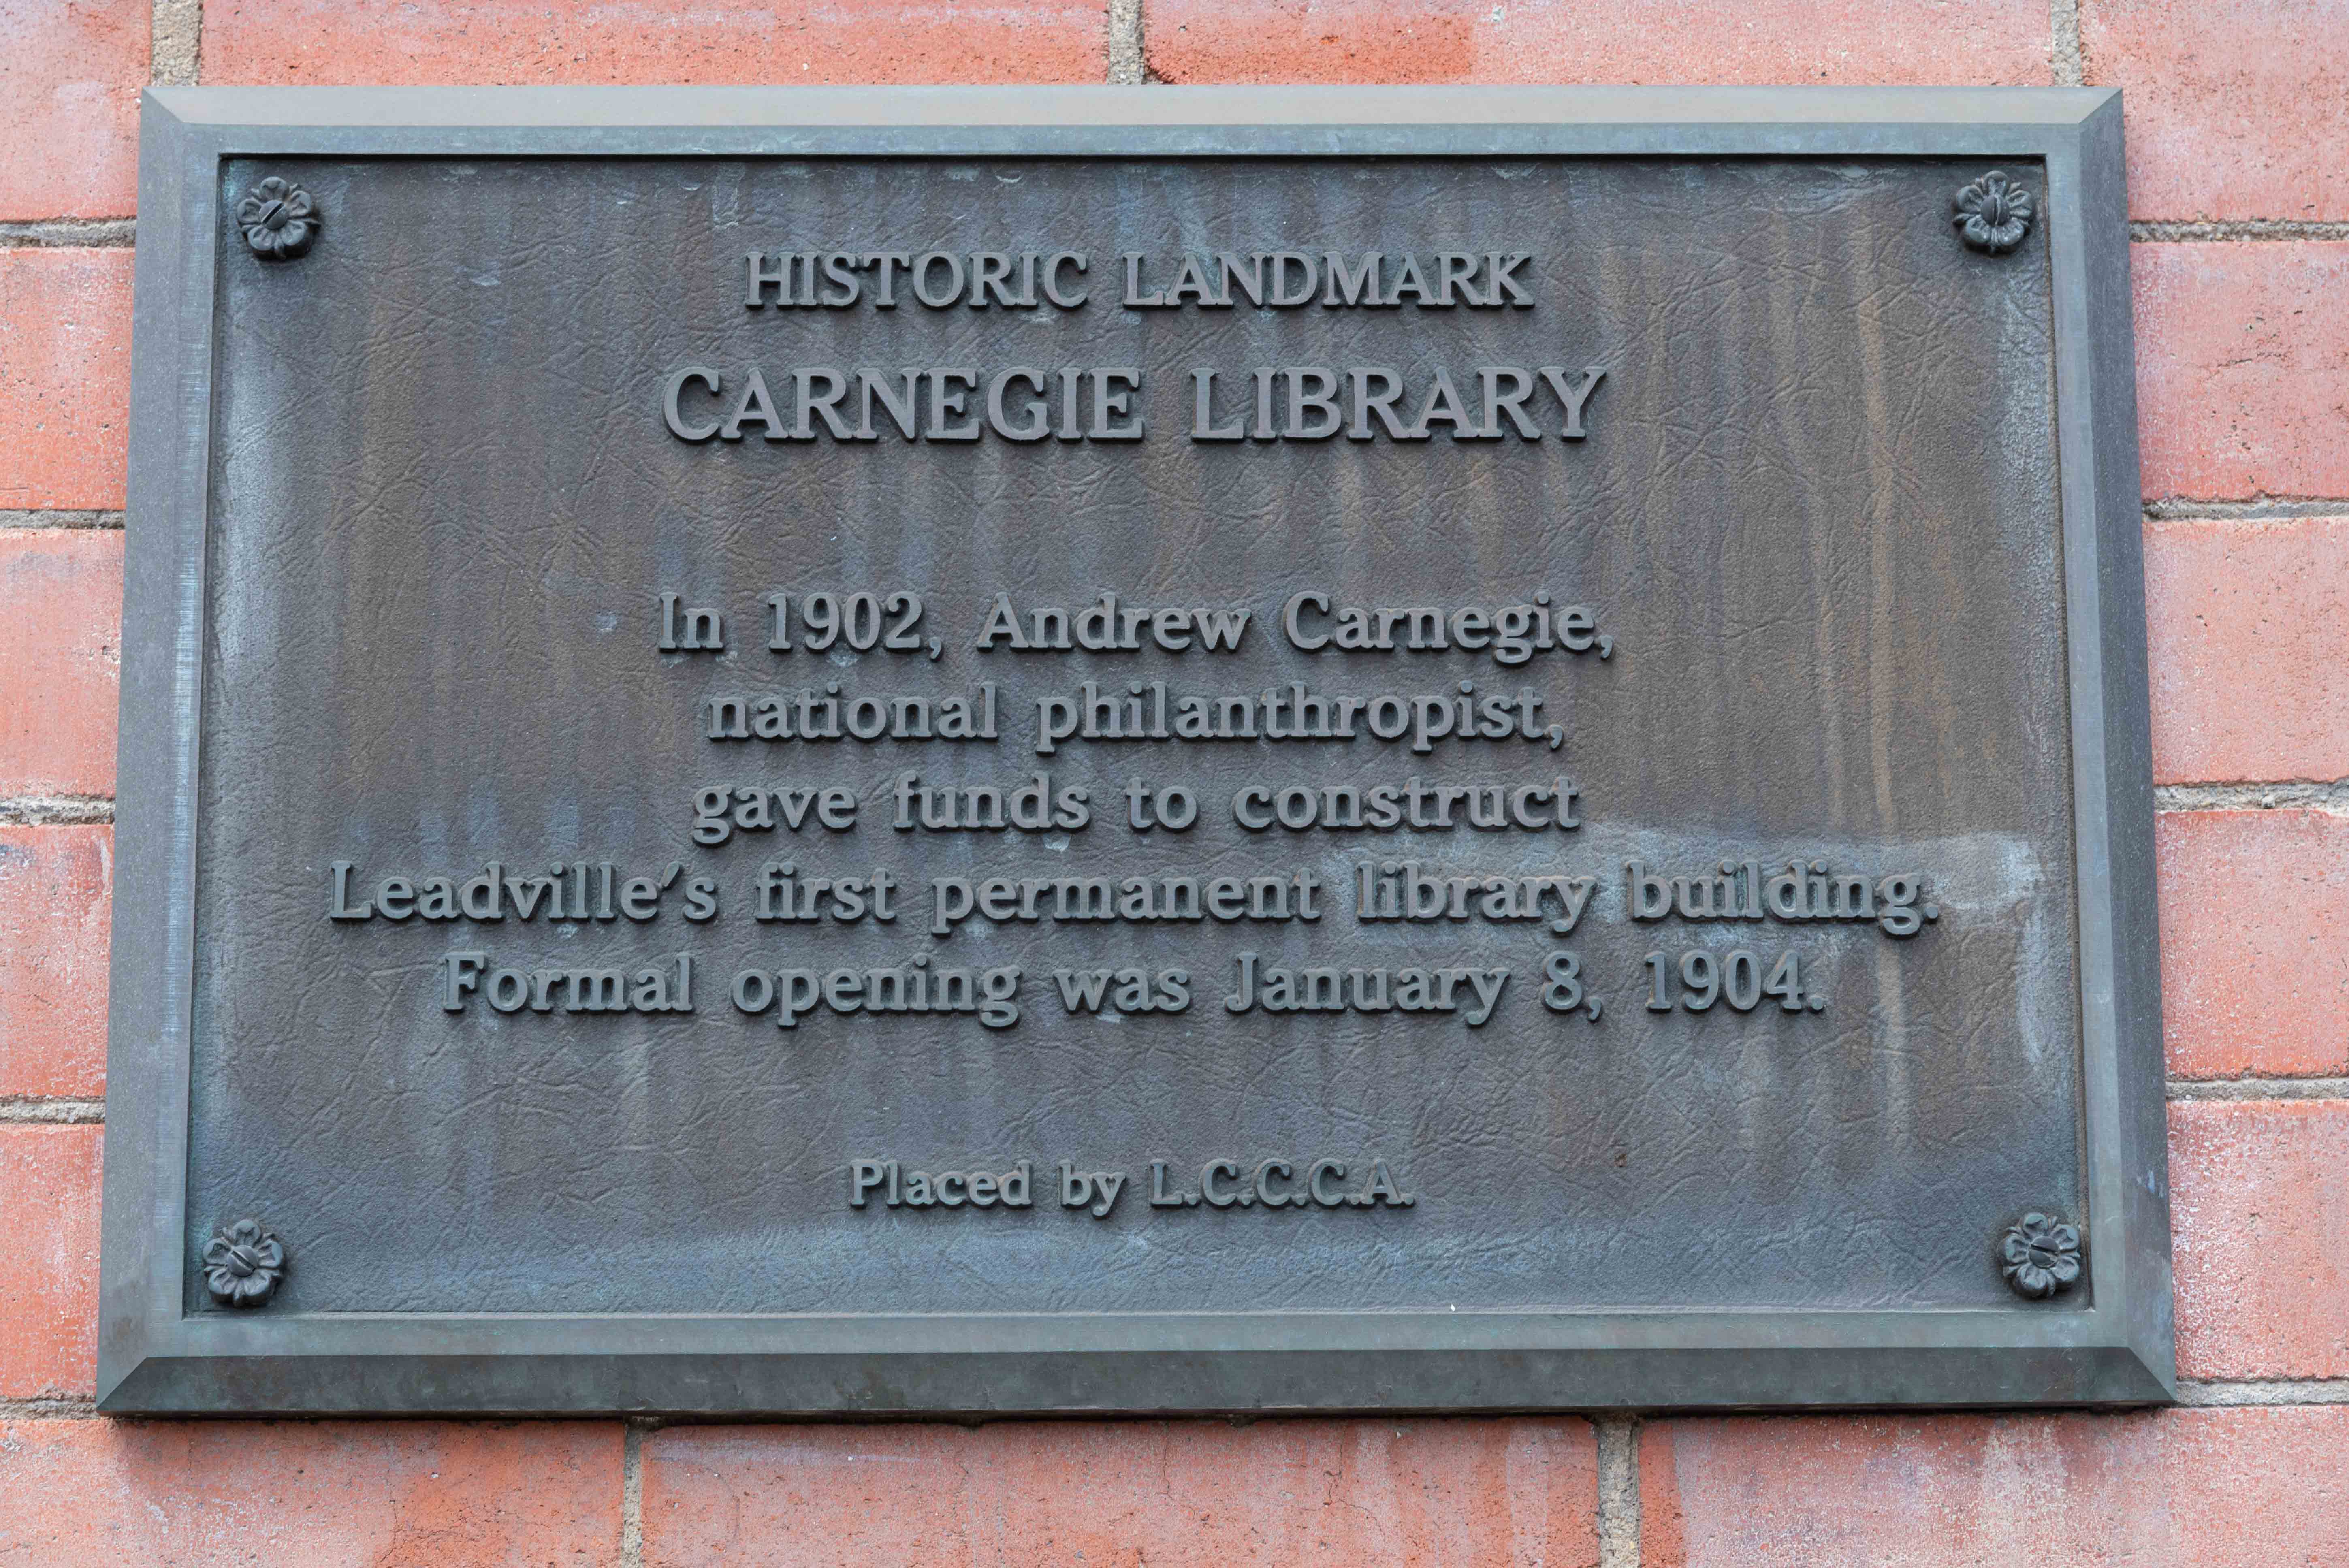 HISTORIC LANDMARK
CARNEGIE LIBRARY
In 1902, Andrew Carnegie,
national philanthropist,
gave funds to construct
Leadville's first permanent library building.
Formal opening was January 8, 1904.
Placed by L.C.C.C.A.